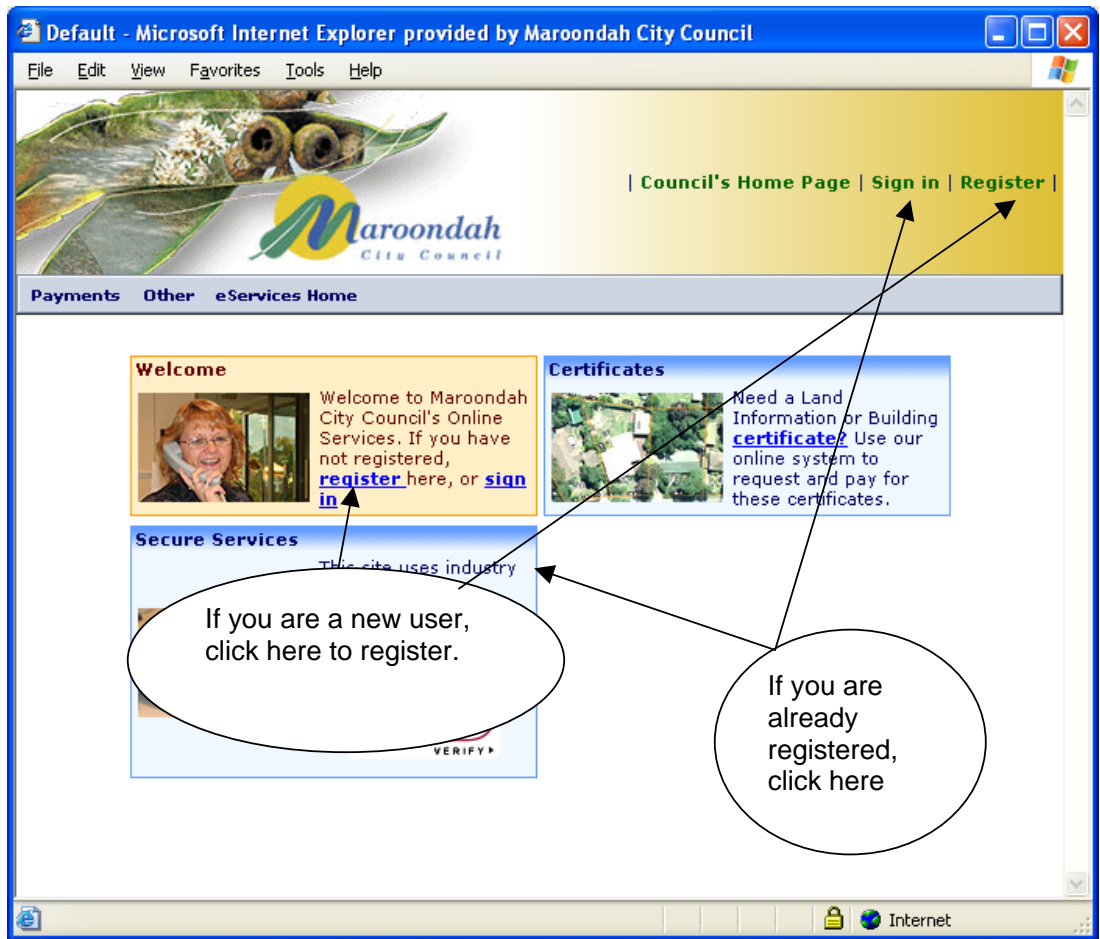 Default - Microsoft Internet Explorer provided by Maroondah City Council
File Edit View Favorites Tools Help
Maroondah
City Council
| Council's Home Page | Sign in | Register |
Payments Other eServices Home
Welcome
Welcome to Maroondah
City Council's Online
Services. If you have
not registered,
register here, or sign
in
Certificates
Need a Land
Information or Building
certificate? Use our
online system to
request and pay for
these certificates.
Secure Services
This site uses industry
VERIFY
If you are a new user,
click here to register.
If you are
already
registered,
click here
Internet